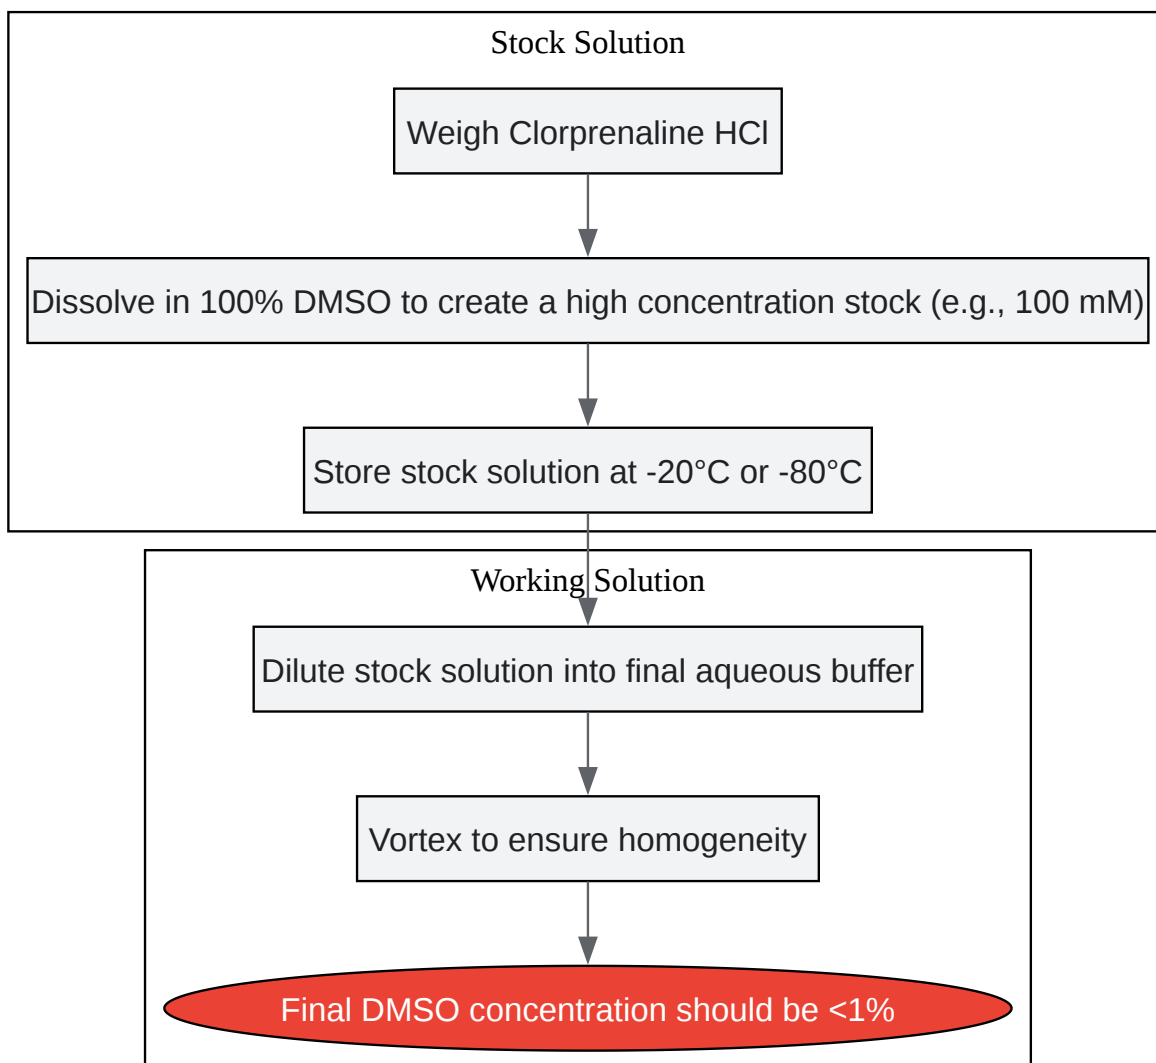 Stock Solution
Weigh Clorprenaline HCl
Dissolve in 100% DMSO to create a high concentration stock (e.g., 100 mM)
Store stock solution at -20°C or -80°C
Working Solution
Dilute stock solution into final aqueous buffer
Vortex to ensure homogeneity
Final DMSO concentration should be <1%